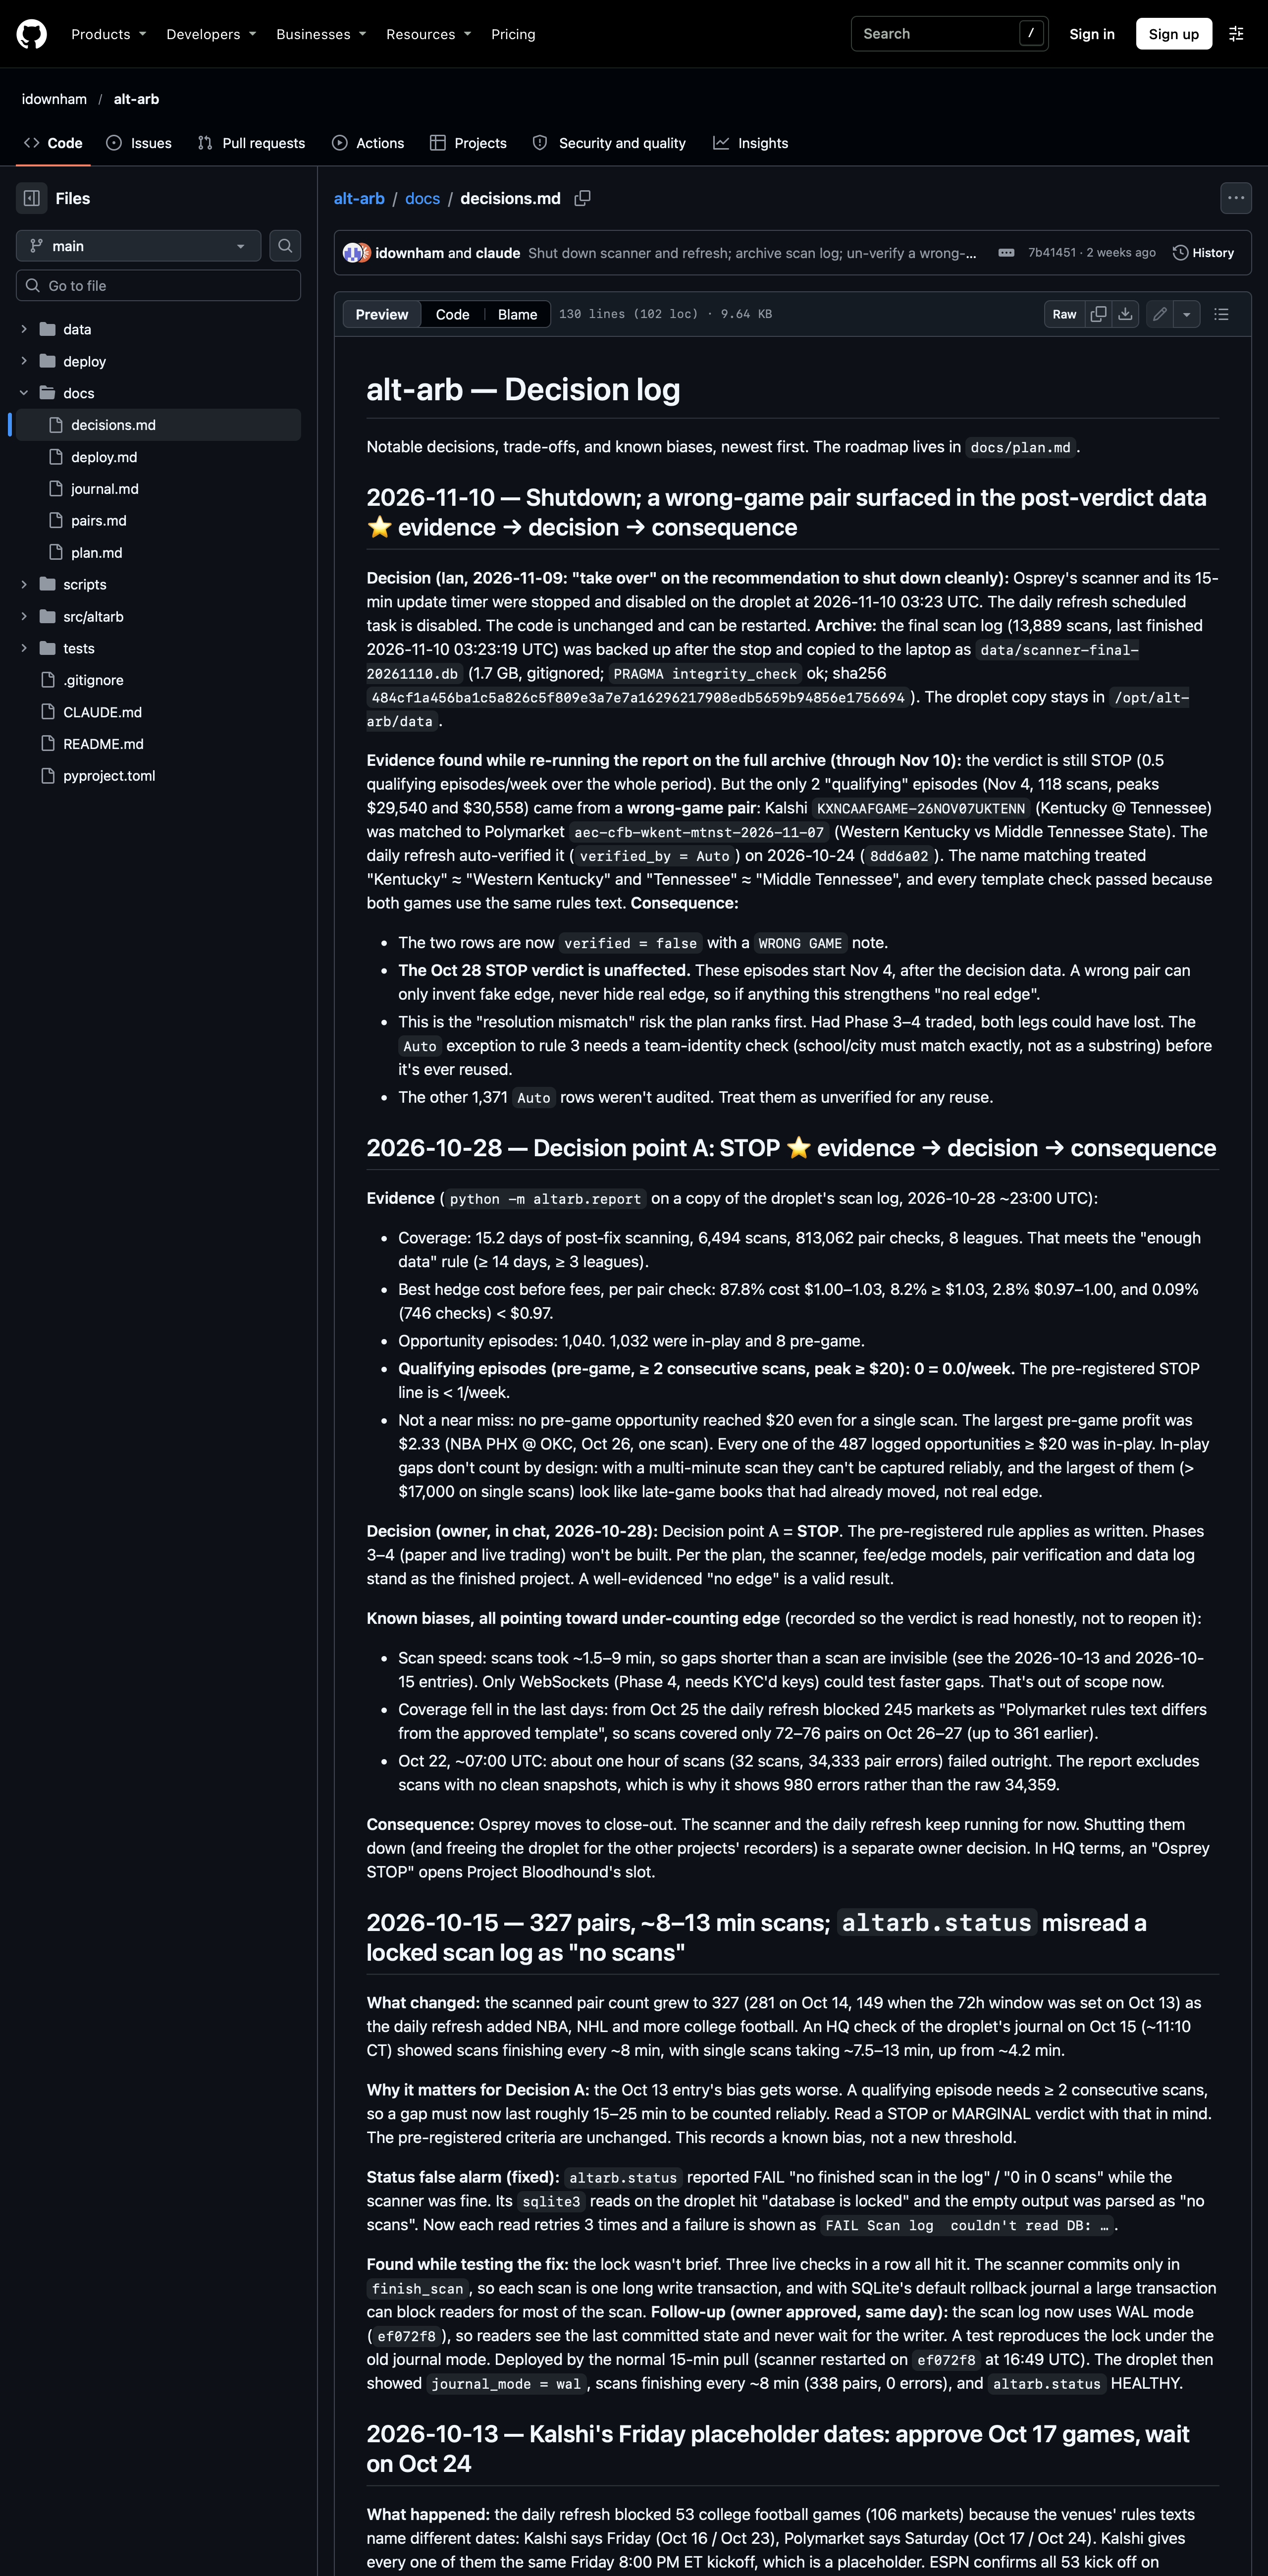 Products
Developers
Businesses
Resources
Pricing
Search
/
Sign in
Sign up
idownham / alt-arb
Code
Issues
Pull requests
Actions
Projects
Security and quality
Insights
Files
main
Go to file
data
deploy
docs
decisions.md
deploy.md
journal.md
pairs.md
plan.md
scripts
src/altarb
tests
.gitignore
CLAUDE.md
README.md
pyproject.toml
alt-arb / docs / decisions.md
idownham and claude Shut down scanner and refresh; archive scan log; un-verify a wrong-...
7b41451 · 2 weeks ago
History
Preview
Code
Blame
130 lines (102 loc) · 9.64 KB
Raw
alt-arb — Decision log
Notable decisions, trade-offs, and known biases, newest first. The roadmap lives in docs/plan.md.
2026-11-10 — Shutdown; a wrong-game pair surfaced in the post-verdict data
⭐ evidence → decision → consequence
Decision (Ian, 2026-11-09: "take over" on the recommendation to shut down cleanly): Osprey's scanner and its 15-
min update timer were stopped and disabled on the droplet at 2026-11-10 03:23 UTC. The daily refresh scheduled
task is disabled. The code is unchanged and can be restarted. Archive: the final scan log (13,889 scans, last finished
2026-11-10 03:23:19 UTC) was backed up after the stop and copied to the laptop as data/scanner-final-
20261110.db (1.7 GB, gitignored; PRAGMA integrity_check ok; sha256
484cf1a456ba1c5a826c5f809e3a7e7a16296217908edb5659b94856e1756694 ). The droplet copy stays in /opt/alt-
arb/data .
Evidence found while re-running the report on the full archive (through Nov 10): the verdict is still STOP (0.5
qualifying episodes/week over the whole period). But the only 2 "qualifying" episodes (Nov 4, 118 scans, peaks
$29,540 and $30,558) came from a wrong-game pair: Kalshi KXNCAAFGAME-26NOV07UKTENN (Kentucky @ Tennessee)
was matched to Polymarket aec-cfb-wkent-mtnst-2026-11-07 (Western Kentucky vs Middle Tennessee State). The
daily refresh auto-verified it ( verified_by = Auto ) on 2026-10-24 ( 8dd6a02 ). The name matching treated
"Kentucky" ≈ "Western Kentucky" and "Tennessee" ≈ "Middle Tennessee", and every template check passed because
both games use the same rules text. Consequence:
• The two rows are now verified = false with a WRONG GAME note.
• The Oct 28 STOP verdict is unaffected. These episodes start Nov 4, after the decision data. A wrong pair can
only invent fake edge, never hide real edge, so if anything this strengthens "no real edge".
• This is the "resolution mismatch" risk the plan ranks first. Had Phase 3–4 traded, both legs could have lost. The
Auto exception to rule 3 needs a team-identity check (school/city must match exactly, not as a substring) before
it's ever reused.
• The other 1,371 Auto rows weren't audited. Treat them as unverified for any reuse.
2026-10-28 — Decision point A: STOP ⭐ evidence → decision → consequence
Evidence ( python -m altarb.report on a copy of the droplet's scan log, 2026-10-28 ~23:00 UTC):
• Coverage: 15.2 days of post-fix scanning, 6,494 scans, 813,062 pair checks, 8 leagues. That meets the "enough
data" rule (≥ 14 days, ≥ 3 leagues).
• Best hedge cost before fees, per pair check: 87.8% cost $1.00–1.03, 8.2% ≥ $1.03, 2.8% $0.97–1.00, and 0.09%
(746 checks) < $0.97.
• Opportunity episodes: 1,040. 1,032 were in-play and 8 pre-game.
• Qualifying episodes (pre-game, ≥ 2 consecutive scans, peak ≥ $20): 0 = 0.0/week. The pre-registered STOP
line is < 1/week.
• Not a near miss: no pre-game opportunity reached $20 even for a single scan. The largest pre-game profit was
$2.33 (NBA PHX @ OKC, Oct 26, one scan). Every one of the 487 logged opportunities ≥ $20 was in-play. In-play
gaps don't count by design: with a multi-minute scan they can't be captured reliably, and the largest of them (>
$17,000 on single scans) look like late-game books that had already moved, not real edge.
Decision (owner, in chat, 2026-10-28): Decision point A = STOP. The pre-registered rule applies as written. Phases
3–4 (paper and live trading) won't be built. Per the plan, the scanner, fee/edge models, pair verification and data log
stand as the finished project. A well-evidenced "no edge" is a valid result.
Known biases, all pointing toward under-counting edge (recorded so the verdict is read honestly, not to reopen it):
• Scan speed: scans took ~1.5–9 min, so gaps shorter than a scan are invisible (see the 2026-10-13 and 2026-10-
15 entries). Only WebSockets (Phase 4, needs KYC'd keys) could test faster gaps. That's out of scope now.
• Coverage fell in the last days: from Oct 25 the daily refresh blocked 245 markets as "Polymarket rules text differs
from the approved template", so scans covered only 72–76 pairs on Oct 26–27 (up to 361 earlier).
• Oct 22, ~07:00 UTC: about one hour of scans (32 scans, 34,333 pair errors) failed outright. The report excludes
scans with no clean snapshots, which is why it shows 980 errors rather than the raw 34,359.
Consequence: Osprey moves to close-out. The scanner and the daily refresh keep running for now. Shutting them
down (and freeing the droplet for the other projects' recorders) is a separate owner decision. In HQ terms, an "Osprey
STOP" opens Project Bloodhound's slot.
2026-10-15 — 327 pairs, ~8–13 min scans; altarb.status misread a
locked scan log as "no scans"
What changed: the scanned pair count grew to 327 (281 on Oct 14, 149 when the 72h window was set on Oct 13) as
the daily refresh added NBA, NHL and more college football. An HQ check of the droplet's journal on Oct 15 (~11:10
CT) showed scans finishing every ~8 min, with single scans taking ~7.5–13 min, up from ~4.2 min.
Why it matters for Decision A: the Oct 13 entry's bias gets worse. A qualifying episode needs ≥ 2 consecutive scans,
so a gap must now last roughly 15–25 min to be counted reliably. Read a STOP or MARGINAL verdict with that in mind.
The pre-registered criteria are unchanged. This records a known bias, not a new threshold.
Status false alarm (fixed): altarb.status reported FAIL "no finished scan in the log" / "0 in 0 scans" while the
scanner was fine. Its sqlite3 reads on the droplet hit "database is locked" and the empty output was parsed as "no
scans". Now each read retries 3 times and a failure is shown as FAIL Scan log  couldn't read DB: … .
Found while testing the fix: the lock wasn't brief. Three live checks in a row all hit it. The scanner commits only in
finish_scan , so each scan is one long write transaction, and with SQLite's default rollback journal a large transaction
can block readers for most of the scan. Follow-up (owner approved, same day): the scan log now uses WAL mode
( ef072f8 ), so readers see the last committed state and never wait for the writer. A test reproduces the lock under the
old journal mode. Deployed by the normal 15-min pull (scanner restarted on ef072f8 at 16:49 UTC). The droplet then
showed journal_mode = wal , scans finishing every ~8 min (338 pairs, 0 errors), and altarb.status HEALTHY.
2026-10-13 — Kalshi's Friday placeholder dates: approve Oct 17 games, wait
on Oct 24
What happened: the daily refresh blocked 53 college football games (106 markets) because the venues' rules texts
name different dates: Kalshi says Friday (Oct 16 / Oct 23), Polymarket says Saturday (Oct 17 / Oct 24). Kalshi gives
every one of them the same Friday 8:00 PM ET kickoff, which is a placeholder. ESPN confirms all 53 kick off on